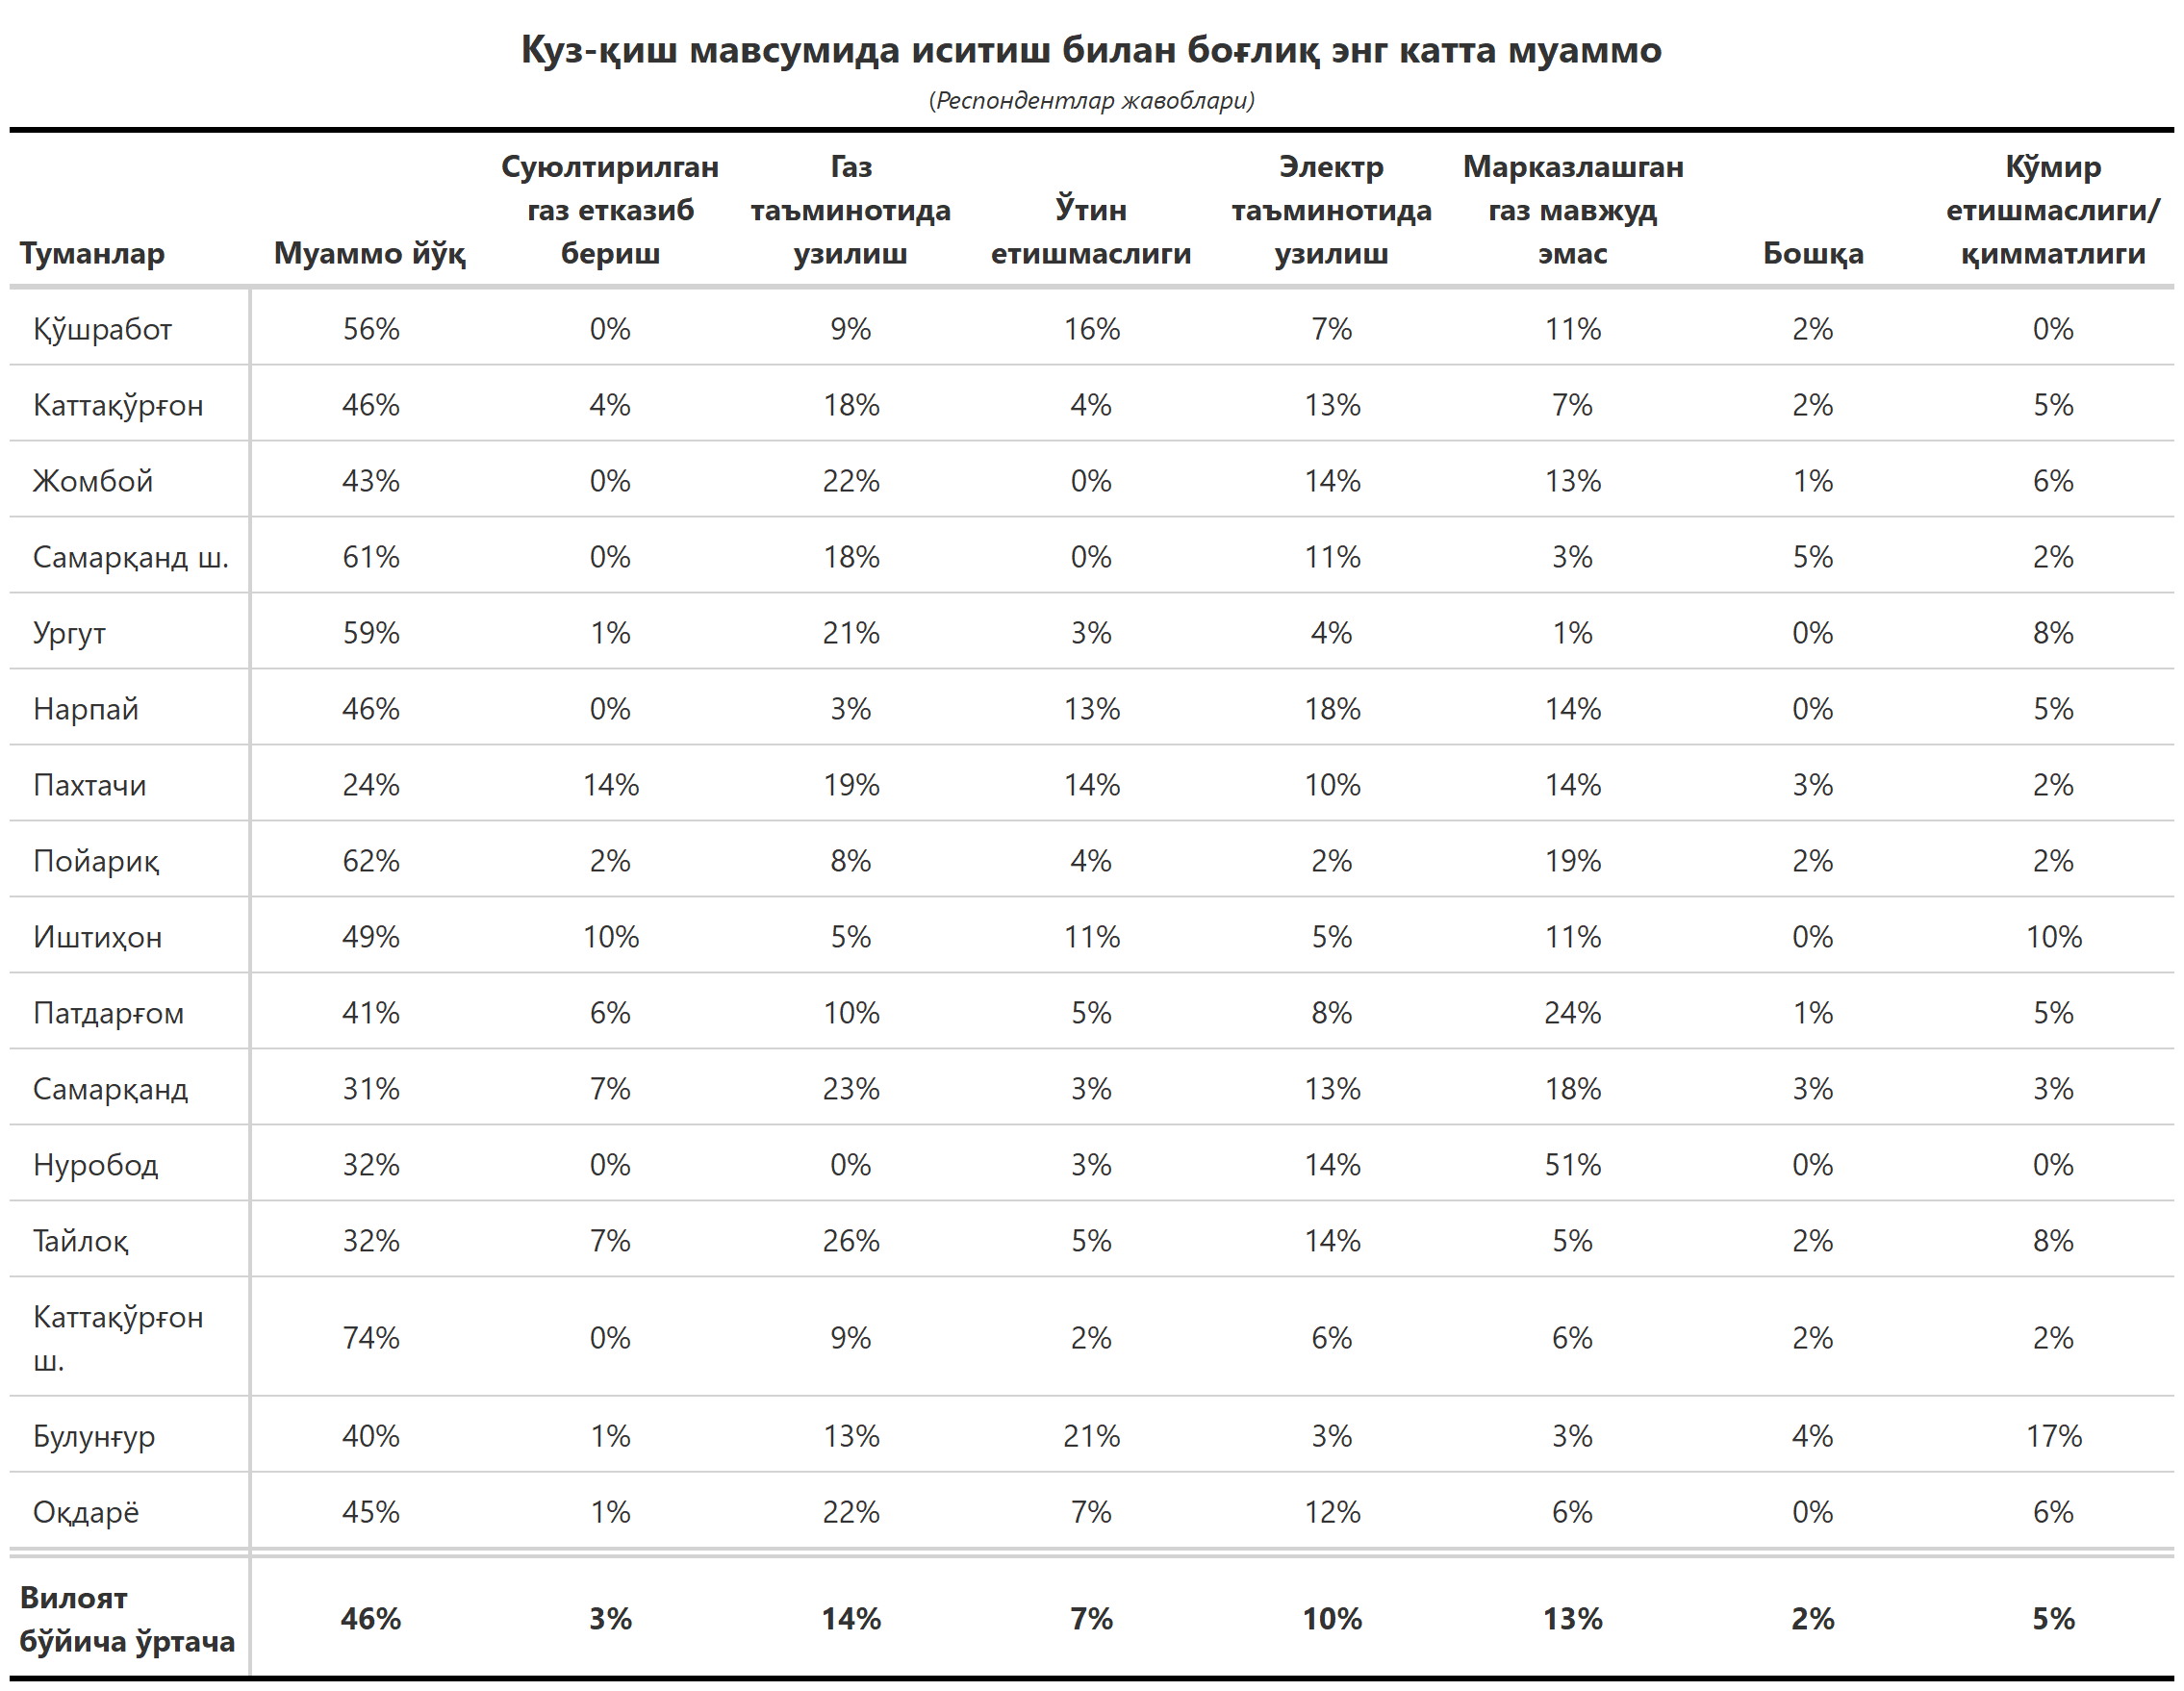 Куз-қиш мавсумида иситиш билан боғлиқ энг катта муаммо
(Респондентлар жавоблари)
Туманлар Муаммо йўқ Суюлтирилган газ етказиб бериш Газ таъминотида узилиш Ўтин етишмаслиги Электр таъминотида узилиш Марказлашган газ мавжуд эмас Бошқа Кўмир етишмаслиги/ қимматлиги
Қўшработ 56% 0% 9% 16% 7% 11% 2% 0%
Каттақўрғон 46% 4% 18% 4% 13% 7% 2% 5%
Жомбой 43% 0% 22% 0% 14% 13% 1% 6%
Самарқанд ш. 61% 0% 18% 0% 11% 3% 5% 2%
Ургут 59% 1% 21% 3% 4% 1% 0% 8%
Нарпай 46% 0% 3% 13% 18% 14% 0% 5%
Пахтачи 24% 14% 19% 14% 10% 14% 3% 2%
Пойариқ 62% 2% 8% 4% 2% 19% 2% 2%
Иштиҳон 49% 10% 5% 11% 5% 11% 0% 10%
Патдарғом 41% 6% 10% 5% 8% 24% 1% 5%
Самарқанд 31% 7% 23% 3% 13% 18% 3% 3%
Нуробод 32% 0% 0% 3% 14% 51% 0% 0%
Тайлоқ 32% 7% 26% 5% 14% 5% 2% 8%
Каттақўрғон ш. 74% 0% 9% 2% 6% 6% 2% 2%
Булунғур 40% 1% 13% 21% 3% 3% 4% 17%
Оқдарё 45% 1% 22% 7% 12% 6% 0% 6%
Вилоят бўйича ўртача 46% 3% 14% 7% 10% 13% 2% 5%